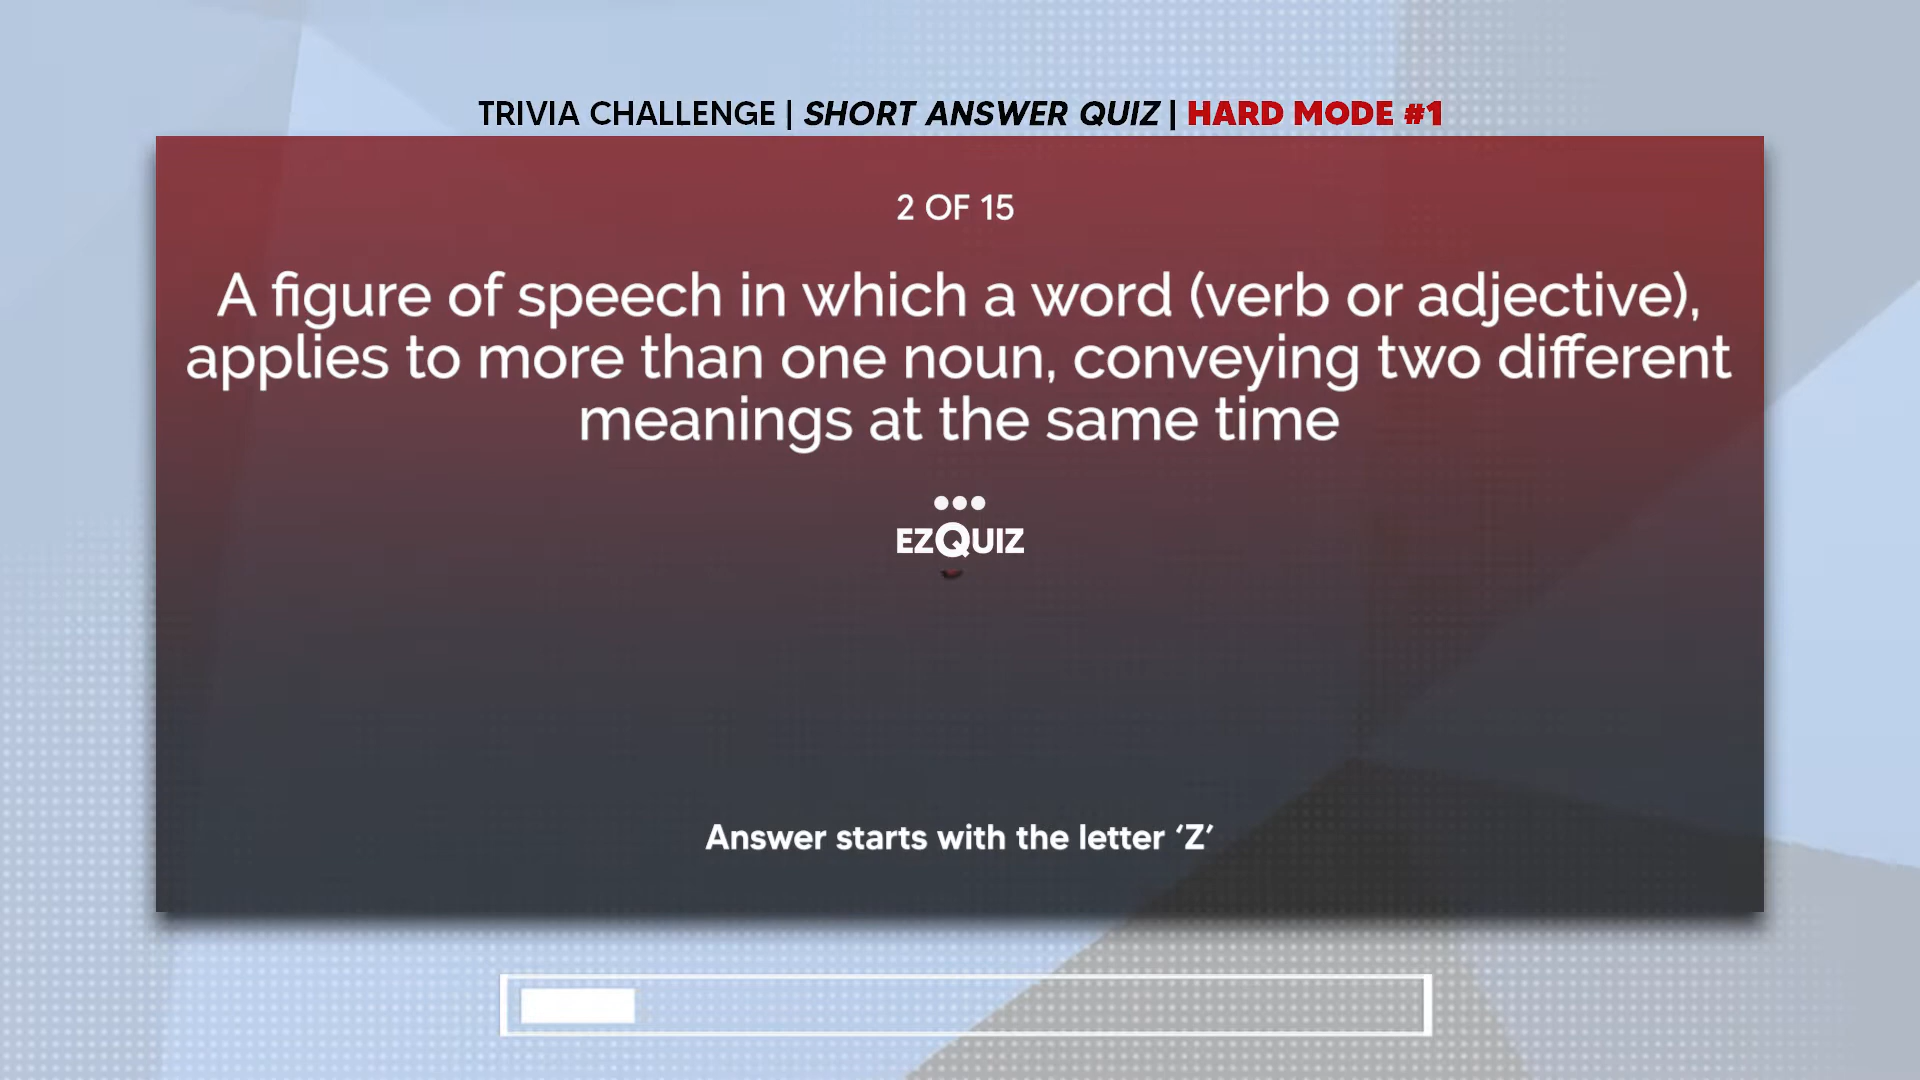 TRIVIA CHALLENGE | SHORT ANSWER QUIZ | HARD MODE #1
2 OF 15
A figure of speech in which a word (verb or adjective),
applies to more than one noun, conveying two different
meanings at the same time
EZQUIZ
Answer starts with the letter ‘Z’